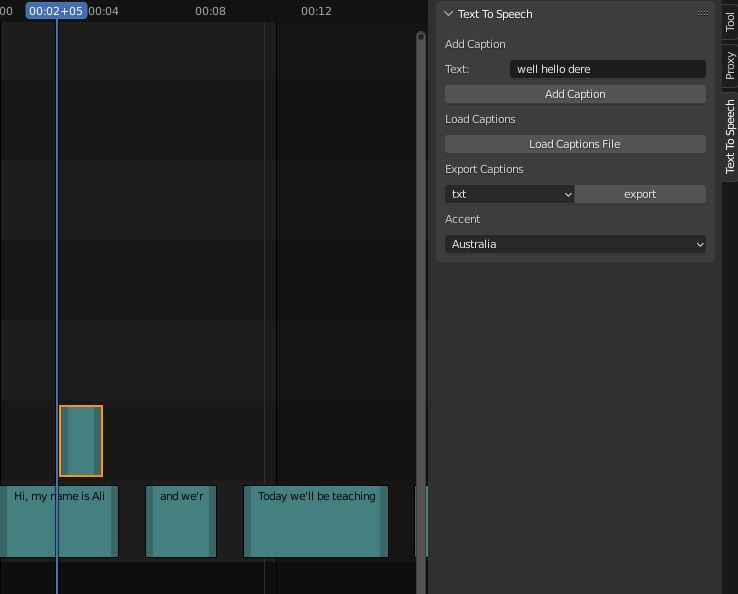 00 00:02+05 00:04 00:08 00:12
Text To Speech
Add Caption
Text: well hello dere
Add Caption
Load Captions
Load Captions File
Export Captions
txt export
Accent
Australia
Tool
Proxy
Text To Speech
Hi, my name is Ali and we'r Today we'll be teaching